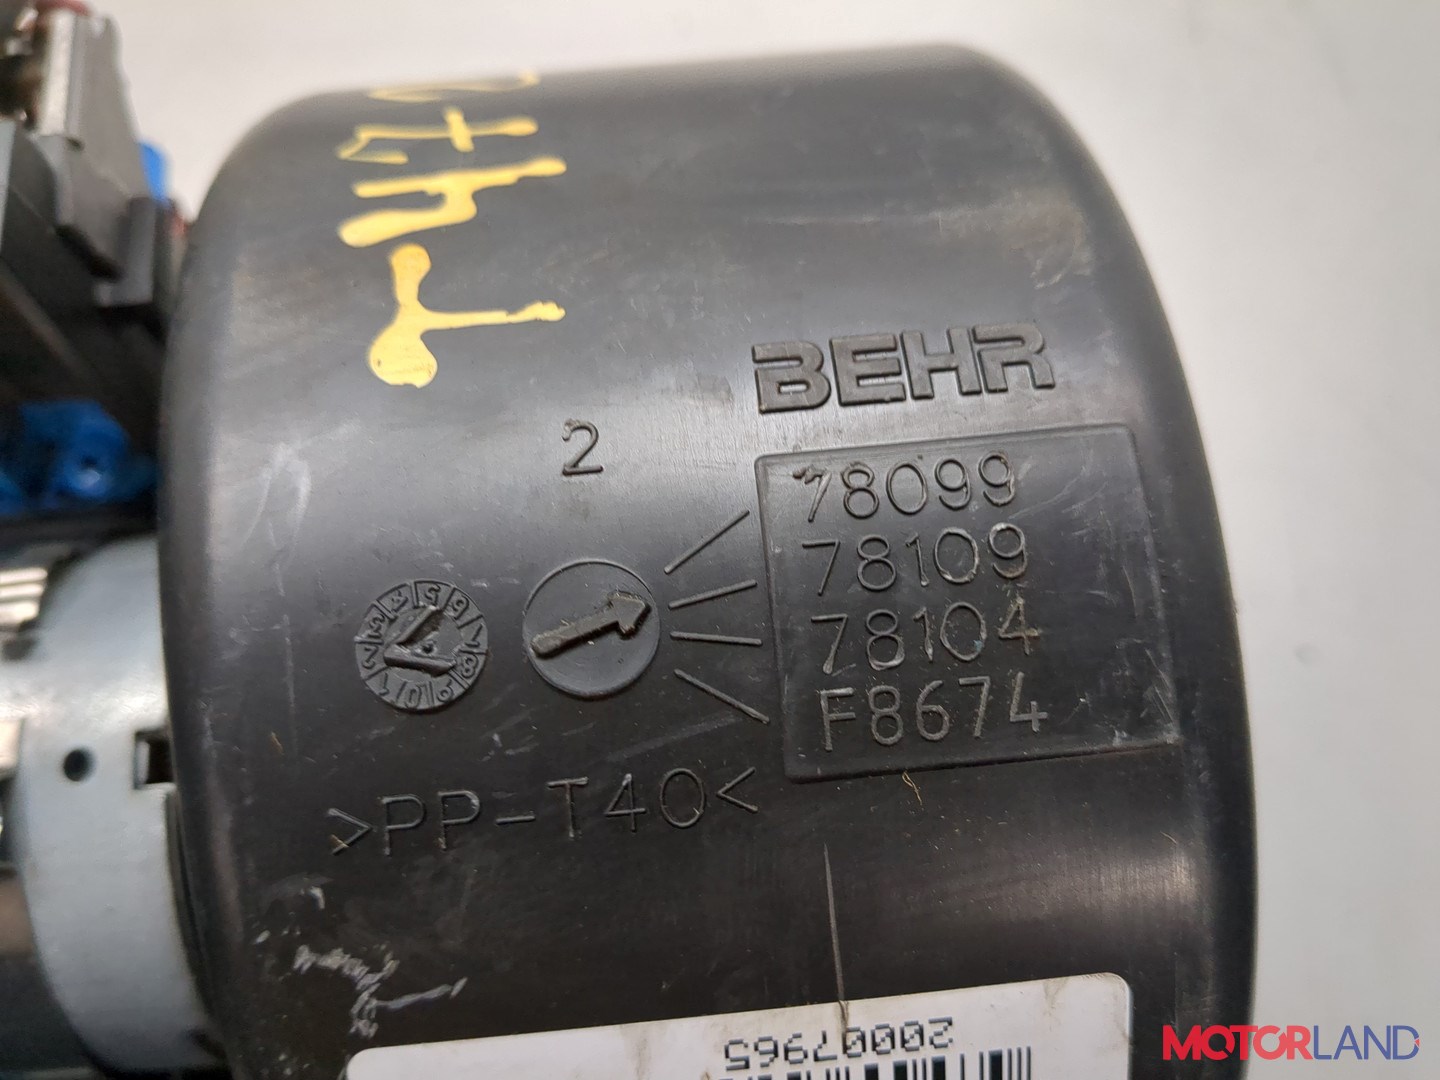 BEHR
2
78099
78109
78104
F8674
>PP-T40<
20007965
MOTORLAND